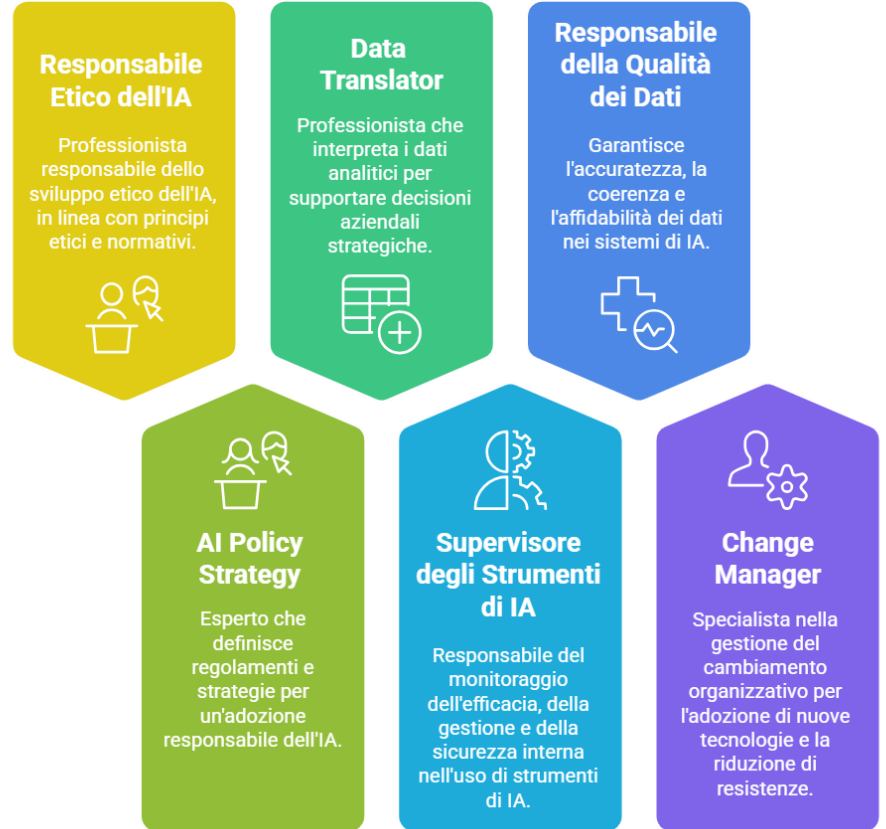 Responsabile
Etico dell'IA
Professionista
responsabile dello
sviluppo etico dell'IA,
in linea con principi
etici e normativi.
Data
Translator
Professionista che
interpreta i dati
analitici per
supportare decisioni
aziendali
strategiche.
Responsabile
della Qualità
dei Dati
Garantisce
l'accuratezza, la
coerenza e
l'affidabilità dei dati
nei sistemi di IA.
AI Policy
Strategy
Esperto che
definisce
regolamenti e
strategie per
un'adozione
responsabile dell'IA.
Supervisore
degli Strumenti
di IA
Responsabile del
monitoraggio
dell'efficacia, della
gestione e della
sicurezza interna
nell'uso di strumenti
di IA.
Change
Manager
Specialista nella
gestione del
cambiamento
organizzativo per
l'adozione di nuove
tecnologie e la
riduzione di
resistenze.